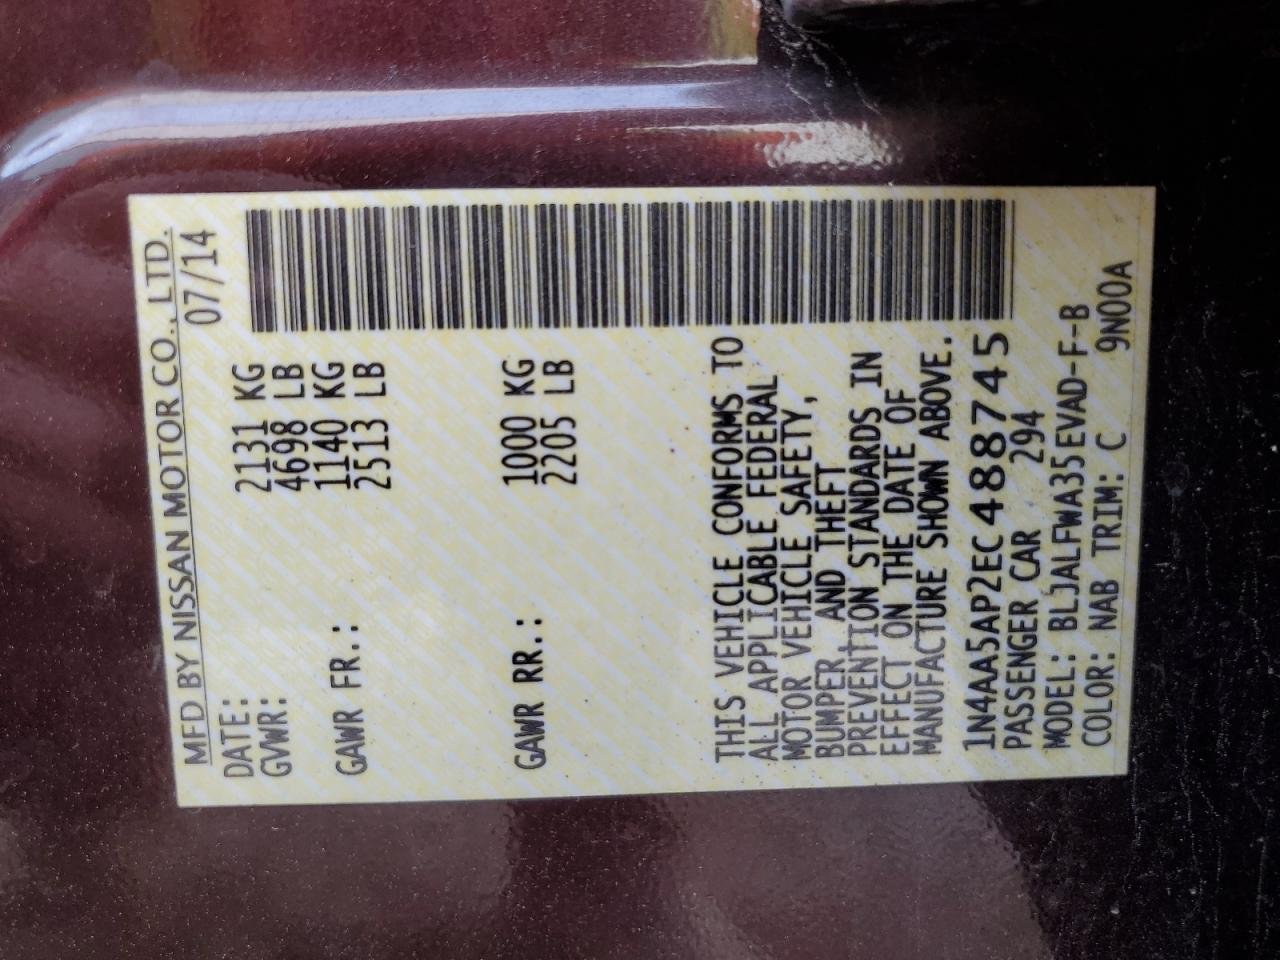 MFD BY NISSAN MOTOR CO., LTD.
DATE: 07/14
GVWR: 2131 KG
4698 LB
GAWR FR.: 1140 KG
2513 LB
GAWR RR.: 1000 KG
2205 LB
THIS VEHICLE CONFORMS TO
ALL APPLICABLE FEDERAL
MOTOR VEHICLE SAFETY,
BUMPER, AND THEFT
PREVENTION STANDARDS IN
EFFECT ON THE DATE OF
MANUFACTURE SHOWN ABOVE.
1N4AA5AP2EC488745
PASSENGER CAR 294
MODEL: BLJALFWA35EVAD-F-B
COLOR: NAB TRIM: C 9N00A